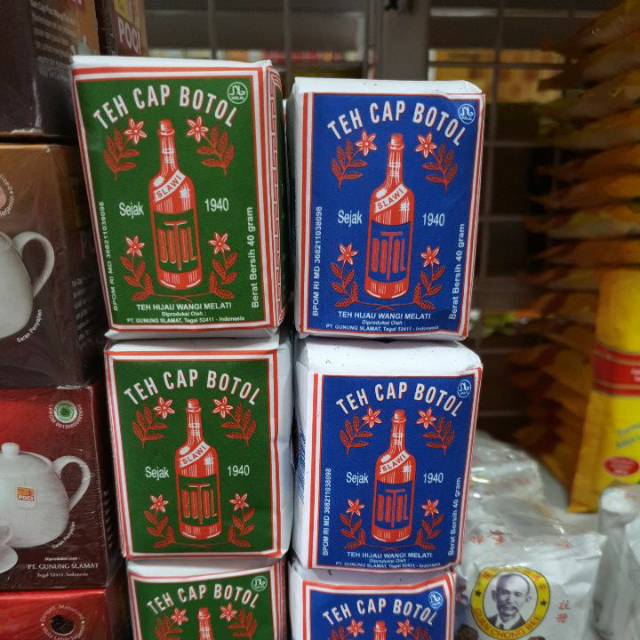 POCI
TEH CAP BOTOL
SLAWI
BOTOL
Sejak 1940
BPOM RI MD 368211038098
Berat Bersih 40 gram
TEH HIJAU WANGI MELATI
Diproduksi Oleh :
PT. GUNUNG SLAMAT, Tegal 52411 - Indonesia
TEH CAP BOTOL
SLAWI
BOTOL
Sejak 1940
BPOM RI MD 368211038098
Berat Bersih 40 gram
TEH HIJAU WANGI MELATI
Diproduksi Oleh :
PT. GUNUNG SLAMAT, Tegal 52411 - Indonesia
TEH CAP BOTOL
SLAWI
BOTOL
Sejak 1940
TEH CAP BOTOL
SLAWI
BOTOL
Sejak 1940
BPOM RI MD 368211038098
Berat Bersih 40 gram
TEH HIJAU WANGI MELATI
Diproduksi Oleh :
POCI
PT. GUNUNG SLAMAT
Tegal 52411 - Indonesia
TEH CAP BOTOL
TEH CAP BOTOL